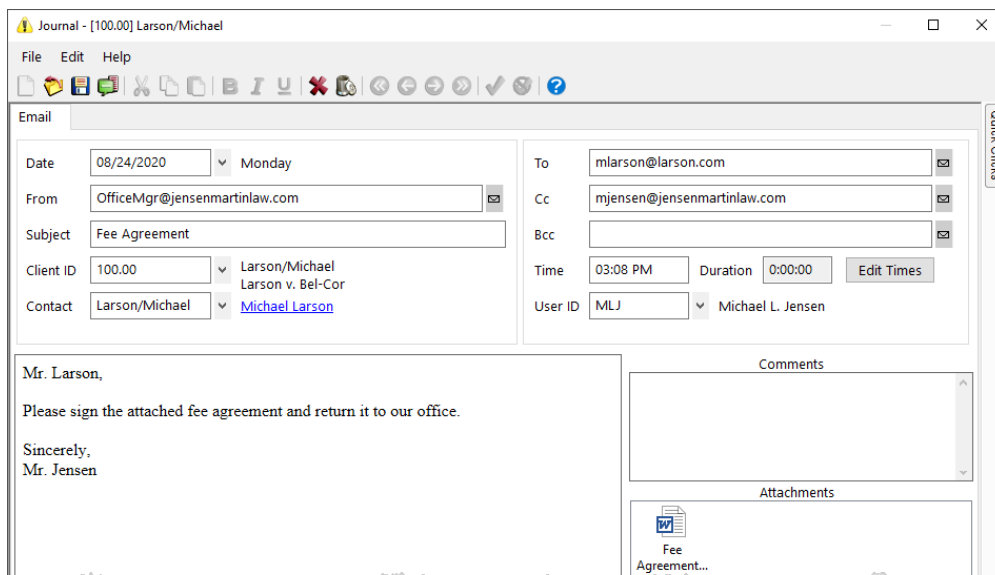 Journal - [100.00] Larson/Michael
File Edit Help
B I U
Email
Date 08/24/2020 Monday
From OfficeMgr@jensenmartinlaw.com
Subject Fee Agreement
Client ID 100.00 Larson/Michael
Larson v. Bel-Cor
Contact Larson/Michael Michael Larson
To mlarson@larson.com
Cc mjensen@jensenmartinlaw.com
Bcc
Time 03:08 PM Duration 0:00:00 Edit Times
User ID MLJ Michael L. Jensen
Quick Clicks
Mr. Larson,
Please sign the attached fee agreement and return it to our office.
Sincerely,
Mr. Jensen
Comments
Attachments
Fee
Agreement...